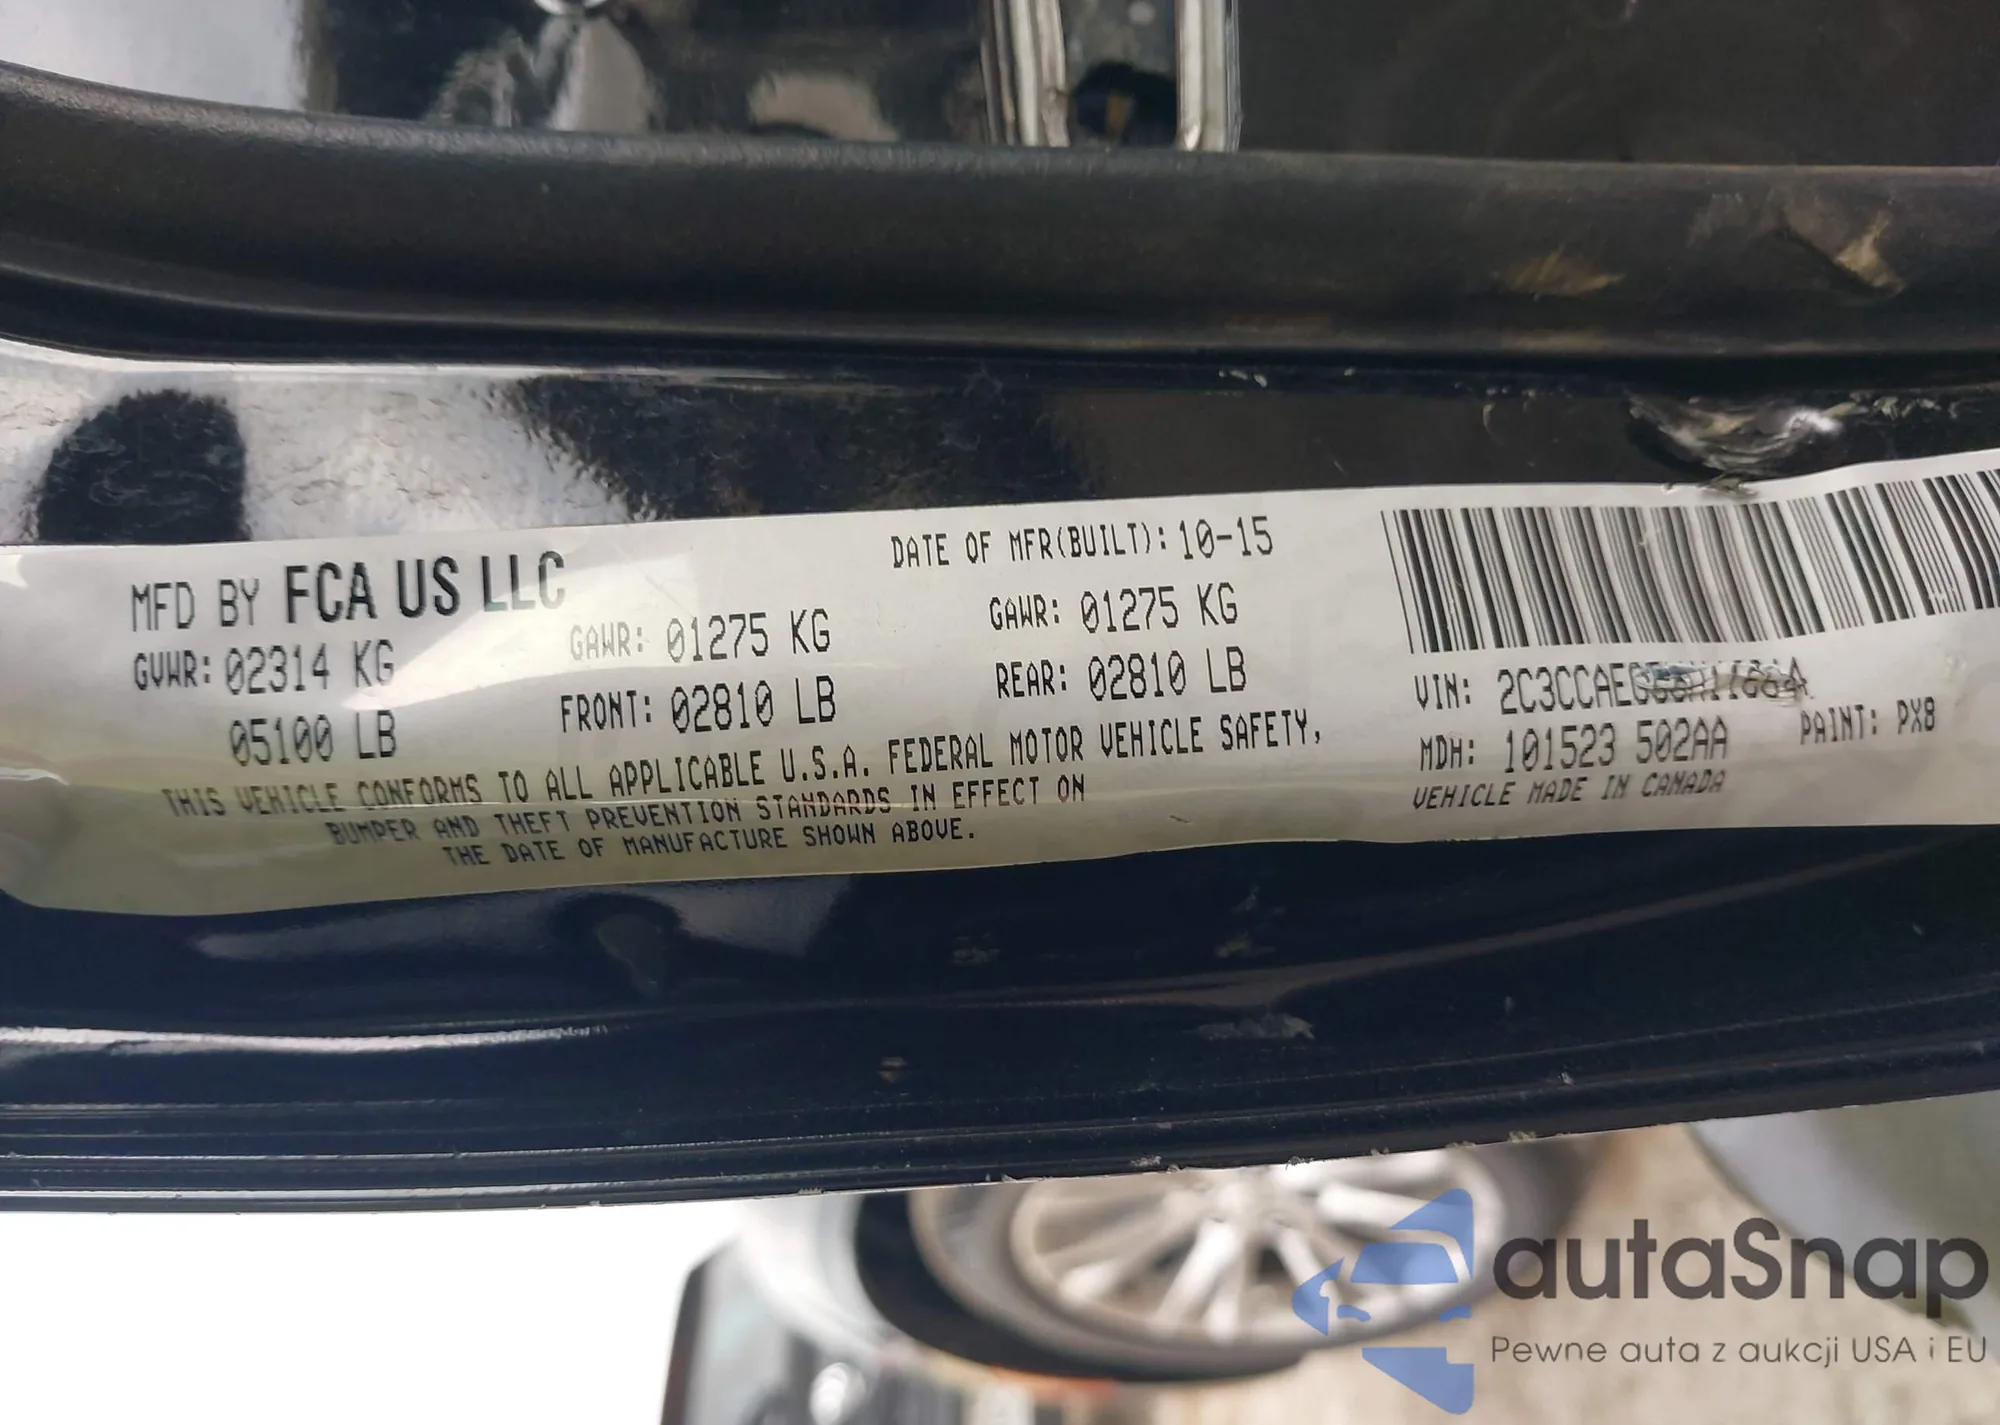 MFD BY FCA US LLC
DATE OF MFR(BUILT): 10-15
GVWR: 02314 KG
05100 LB
GAWR: 01275 KG
FRONT: 02810 LB
GAWR: 01275 KG
REAR: 02810 LB
THIS VEHICLE CONFORMS TO ALL APPLICABLE U.S.A. FEDERAL MOTOR VEHICLE SAFETY,
BUMPER AND THEFT PREVENTION STANDARDS IN EFFECT ON
THE DATE OF MANUFACTURE SHOWN ABOVE.
VIN:
MDH: 101523 502AA
PAINT: PX8
VEHICLE MADE IN CANADA
autaSnap
Pewne auta z aukcji USA i EU